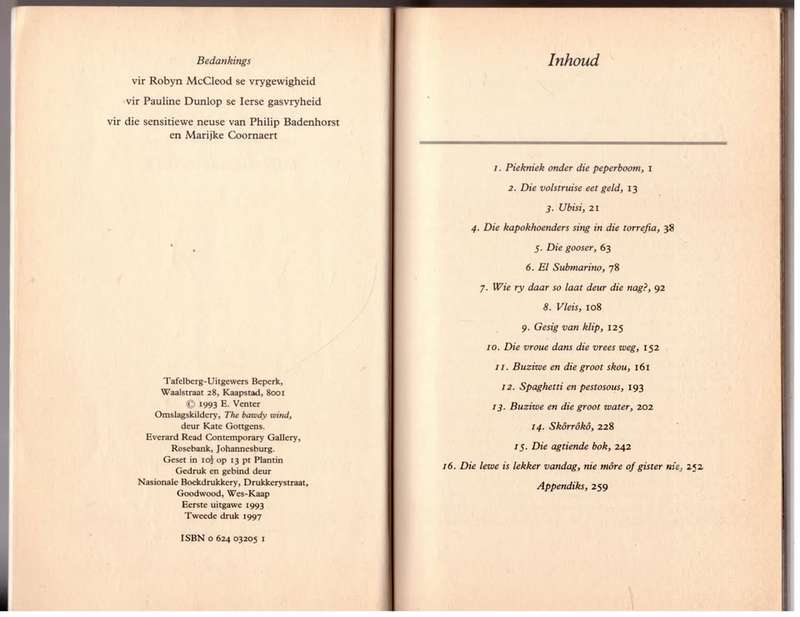 Bedankings
vir Robyn McCleod se vrygewigheid
vir Pauline Dunlop se Ierse gasvryheid
vir die sensitiewe neuse van Philip Badenhorst
en Marijke Coornaert
Tafelberg-Uitgewers Beperk,
Waalstraat 28, Kaapstad, 8001
© 1993 E. Venter
Omslagskildery, The bawdy wind,
deur Kate Gottgens.
Everard Read Contemporary Gallery,
Rosebank, Johannesburg.
Geset in 10½ op 13 pt Plantin
Gedruk en gebind deur
Nasionale Boekdrukkery, Drukkerystraat,
Goodwood, Wes-Kaap
Eerste uitgawe 1993
Tweede druk 1997
ISBN 0 624 03205 1
Inhoud
1. Piekniek onder die peperboom, 1
2. Die volstruise eet geld, 13
3. Ubisi, 21
4. Die kapokhoenders sing in die torrefia, 38
5. Die gooser, 63
6. El Submarino, 78
7. Wie ry daar so laat deur die nag?, 92
8. Vleis, 108
9. Gesig van klip, 125
10. Die vroue dans die vrees weg, 152
11. Buziwe en die groot skou, 161
12. Spaghetti en pestosous, 193
13. Buziwe en die groot water, 202
14. Skôrrôkô, 228
15. Die agtiende bok, 242
16. Die lewe is lekker vandag, nie môre of gister nie, 252
Appendiks, 259